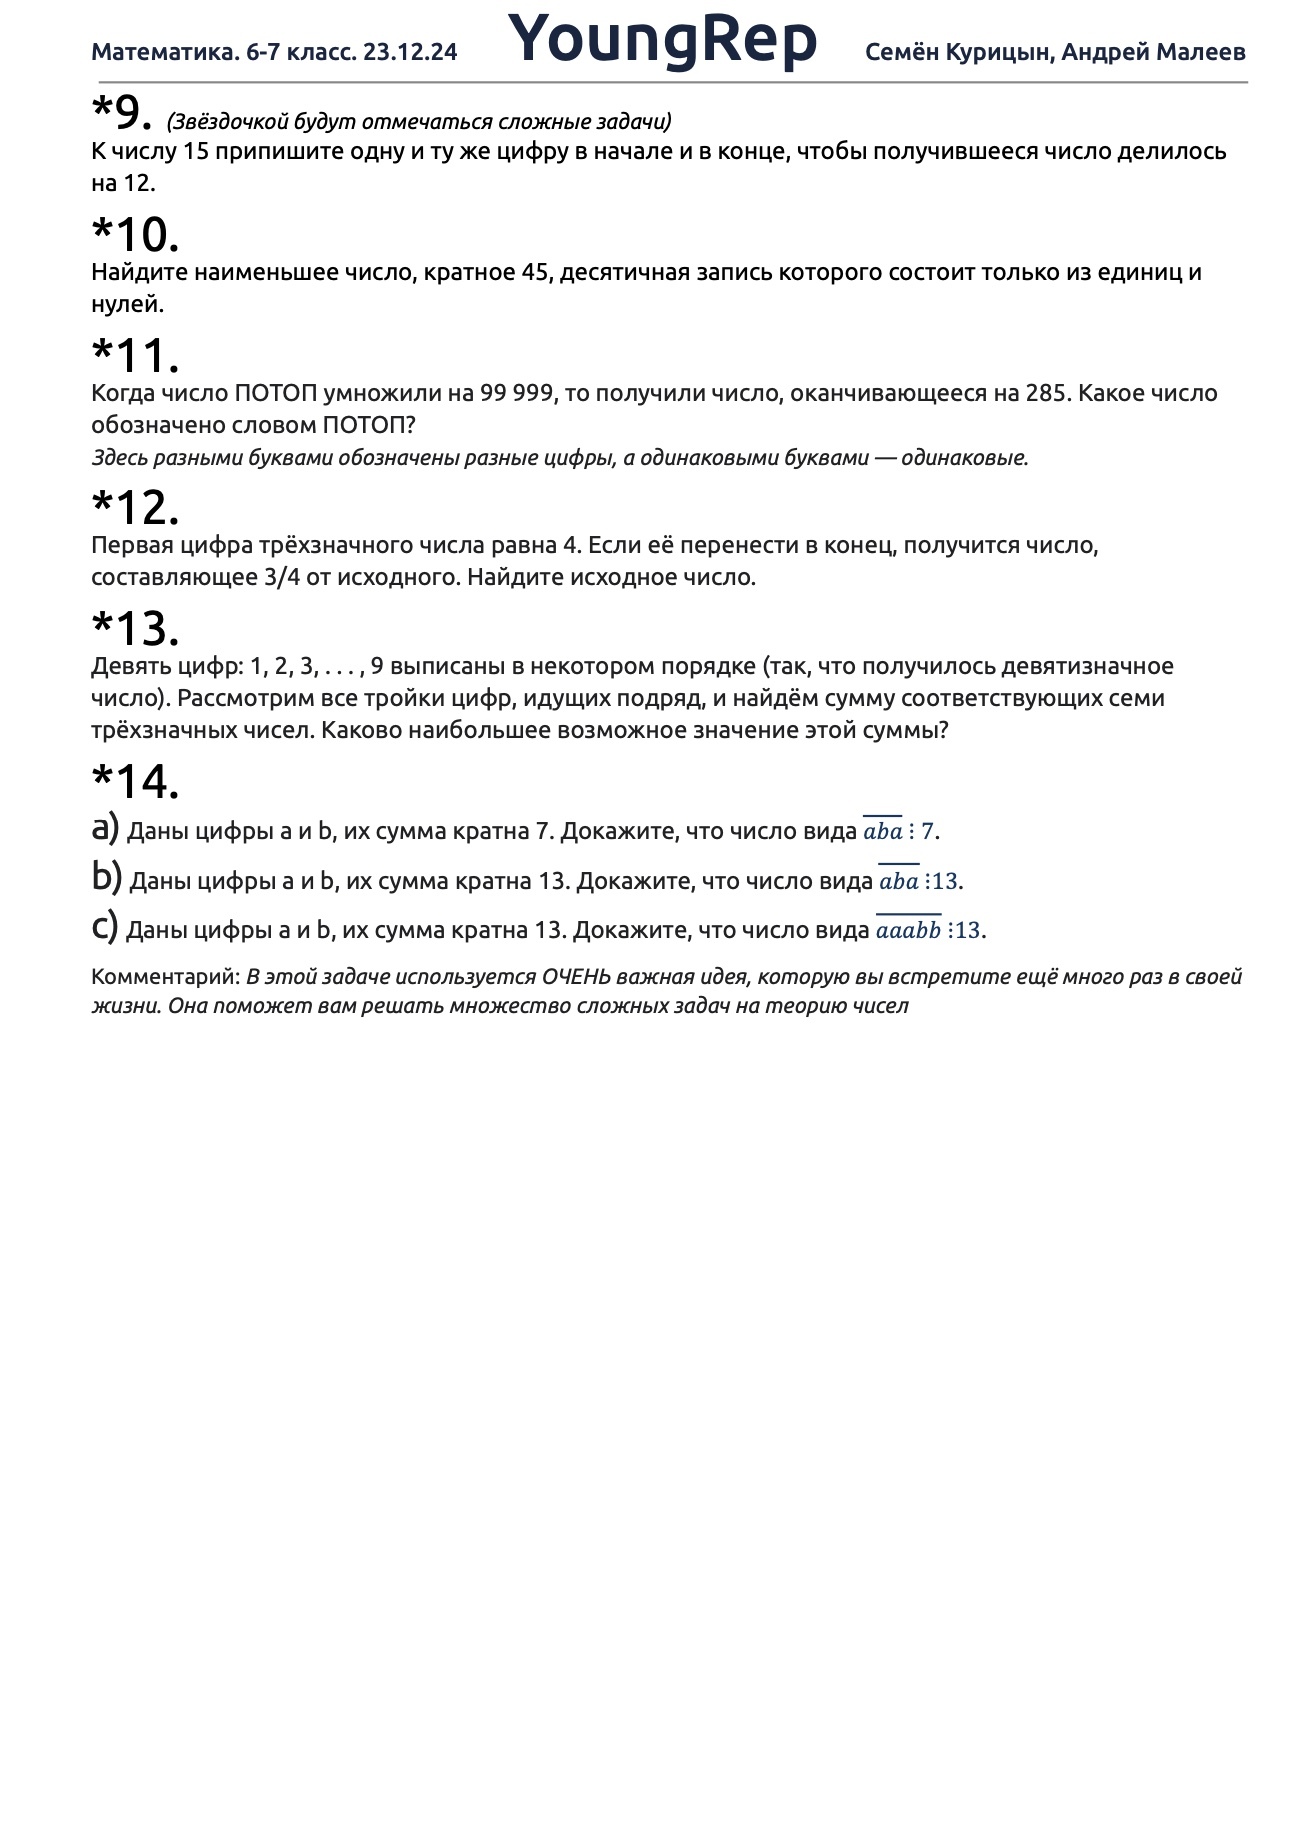 Математика. 6-7 класс. 23.12.24 YoungRep Семён Курицын, Андрей Малеев
*9. (Звёздочкой будут отмечаться сложные задачи)
К числу 15 припишите одну и ту же цифру в начале и в конце, чтобы получившееся число делилось
на 12.
*10.
Найдите наименьшее число, кратное 45, десятичная запись которого состоит только из единиц и
нулей.
*11.
Когда число ПОТОП умножили на 99 999, то получили число, оканчивающееся на 285. Какое число
обозначено словом ПОТОП?
Здесь разными буквами обозначены разные цифры, а одинаковыми буквами — одинаковые.
*12.
Первая цифра трёхзначного числа равна 4. Если её перенести в конец, получится число,
составляющее 3/4 от исходного. Найдите исходное число.
*13.
Девять цифр: 1, 2, 3, . . . , 9 выписаны в некотором порядке (так, что получилось девятизначное
число). Рассмотрим все тройки цифр, идущих подряд, и найдём сумму соответствующих семи
трёхзначных чисел. Каково наибольшее возможное значение этой суммы?
*14.
a) Даны цифры a и b, их сумма кратна 7. Докажите, что число вида a̅b̅a̅ ⋮ 7.
b) Даны цифры a и b, их сумма кратна 13. Докажите, что число вида a̅b̅a̅ ⋮13.
c) Даны цифры a и b, их сумма кратна 13. Докажите, что число вида a̅a̅a̅b̅b̅ ⋮13.
Комментарий: В этой задаче используется ОЧЕНЬ важная идея, которую вы встретите ещё много раз в своей
жизни. Она поможет вам решать множество сложных задач на теорию чисел